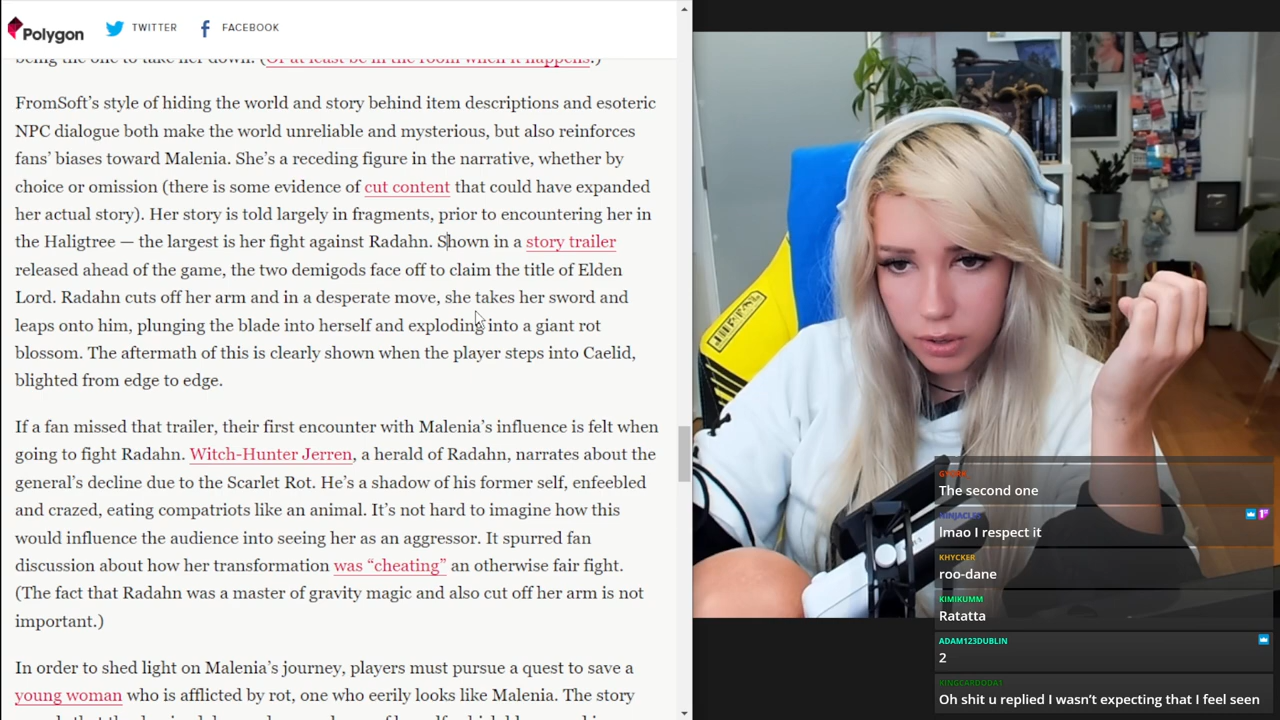 Polygon
TWITTER
FACEBOOK
being the one to take her down. (Or at least be in the room when it happens.)
FromSoft’s style of hiding the world and story behind item descriptions and esoteric
NPC dialogue both make the world unreliable and mysterious, but also reinforces
fans’ biases toward Malenia. She’s a receding figure in the narrative, whether by
choice or omission (there is some evidence of cut content that could have expanded
her actual story). Her story is told largely in fragments, prior to encountering her in
the Haligtree — the largest is her fight against Radahn. Shown in a story trailer
released ahead of the game, the two demigods face off to claim the title of Elden
Lord. Radahn cuts off her arm and in a desperate move, she takes her sword and
leaps onto him, plunging the blade into herself and exploding into a giant rot
blossom. The aftermath of this is clearly shown when the player steps into Caelid,
blighted from edge to edge.
If a fan missed that trailer, their first encounter with Malenia’s influence is felt when
going to fight Radahn. Witch-Hunter Jerren, a herald of Radahn, narrates about the
general’s decline due to the Scarlet Rot. He’s a shadow of his former self, enfeebled
and crazed, eating compatriots like an animal. It’s not hard to imagine how this
would influence the audience into seeing her as an aggressor. It spurred fan
discussion about how her transformation was “cheating” an otherwise fair fight.
(The fact that Radahn was a master of gravity magic and also cut off her arm is not
important.)
In order to shed light on Malenia’s journey, players must pursue a quest to save a
young woman who is afflicted by rot, one who eerily looks like Malenia. The story
The second one
lmao I respect it
KHYCKER
roo-dane
KIMIKUMM
Ratatta
ADAM123DUBLIN
2
KINGCARDODA1
Oh shit u replied I wasn’t expecting that I feel seen